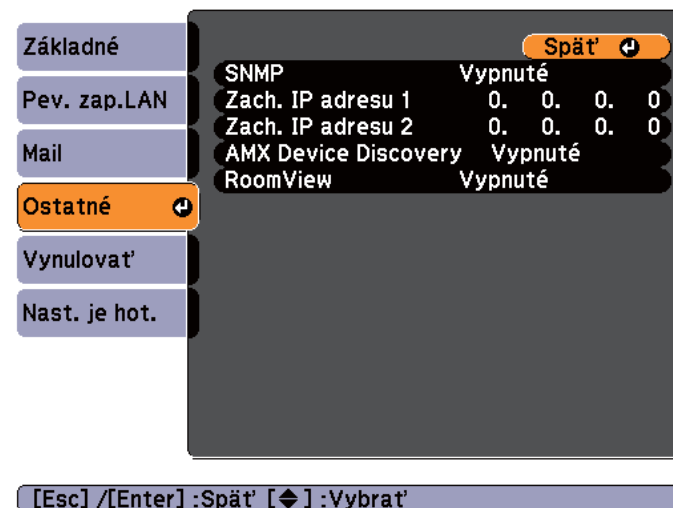 Základné
Pev. zap.LAN
Mail
Ostatné
Vynulovať
Nast. je hot.
Späť
SNMP Vypnuté
Zach. IP adresu 1 0. 0. 0. 0
Zach. IP adresu 2 0. 0. 0. 0
AMX Device Discovery Vypnuté
RoomView Vypnuté
[Esc] /[Enter] :Späť [◆] :Vybrať